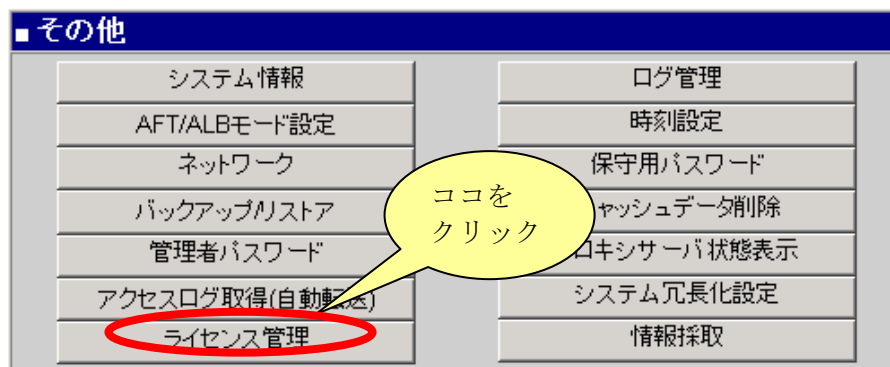 ■その他
システム情報
ログ管理
AFT/ALBモード設定
時刻設定
ネットワーク
保守用パスワード
バックアップ/リストア
ャッシュデータ削除
管理者パスワード
ロキシサーバ状態表示
アクセスログ取得(自動転送)
システム冗長化設定
ライセンス管理
情報採取
ココを
クリック